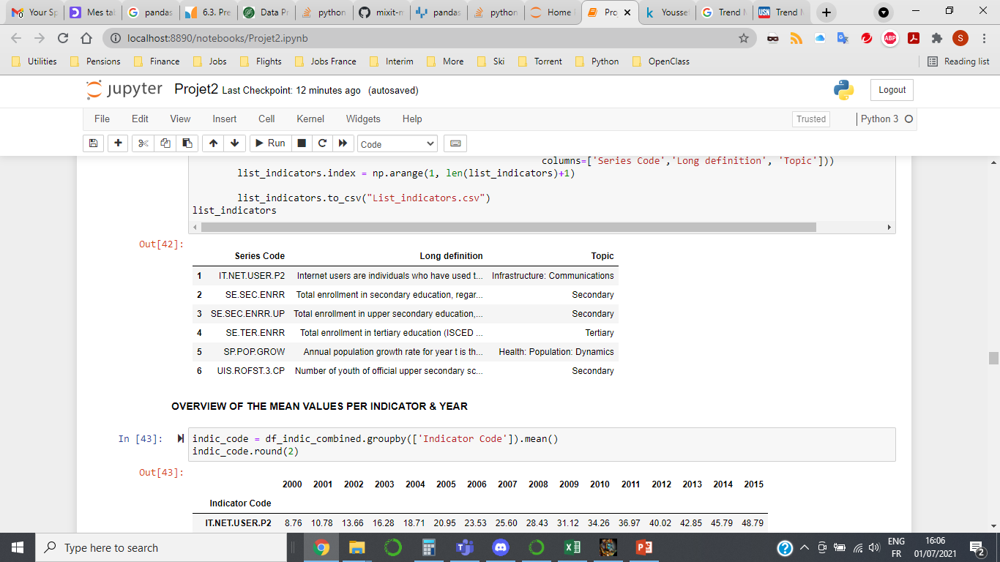 Your Sp
Mes tab
pandas
6.3. Pre
Data Pr
python
mixit-m
pandas
python
Home
Proj
Yousse
Trend M
USN Trend M
localhost:8890/notebooks/Projet2.ipynb
ABP
S
Utilities
Pensions
Finance
Jobs
Flights
Jobs France
Interim
More
Ski
Torrent
Python
OpenClass
Reading list
jupyter Projet2 Last Checkpoint: 12 minutes ago (autosaved)
Logout
File Edit View Insert Cell Kernel Widgets Help
Trusted
Python 3
Run
Code
columns=['Series Code','Long definition', 'Topic']))
list_indicators.index = np.arange(1, len(list_indicators)+1)
list_indicators.to_csv("List_indicators.csv")
list_indicators
Out[42]:
Series Code Long definition Topic
1 IT.NET.USER.P2 Internet users are individuals who have used t... Infrastructure: Communications
2 SE.SEC.ENRR Total enrollment in secondary education, regar... Secondary
3 SE.SEC.ENRR.UP Total enrollment in upper secondary education,... Secondary
4 SE.TER.ENRR Total enrollment in tertiary education (ISCED ... Tertiary
5 SP.POP.GROW Annual population growth rate for year t is th... Health: Population: Dynamics
6 UIS.ROFST.3.CP Number of youth of official upper secondary sc... Secondary
OVERVIEW OF THE MEAN VALUES PER INDICATOR & YEAR
In [43]: indic_code = df_indic_combined.groupby(['Indicator Code']).mean()
indic_code.round(2)
Out[43]:
2000 2001 2002 2003 2004 2005 2006 2007 2008 2009 2010 2011 2012 2013 2014 2015
Indicator Code
IT.NET.USER.P2 8.76 10.78 13.66 16.28 18.71 20.95 23.53 25.60 28.43 31.12 34.26 36.97 40.02 42.85 45.79 48.79
Type here to search
ENG
FR
16:06
01/07/2021
2